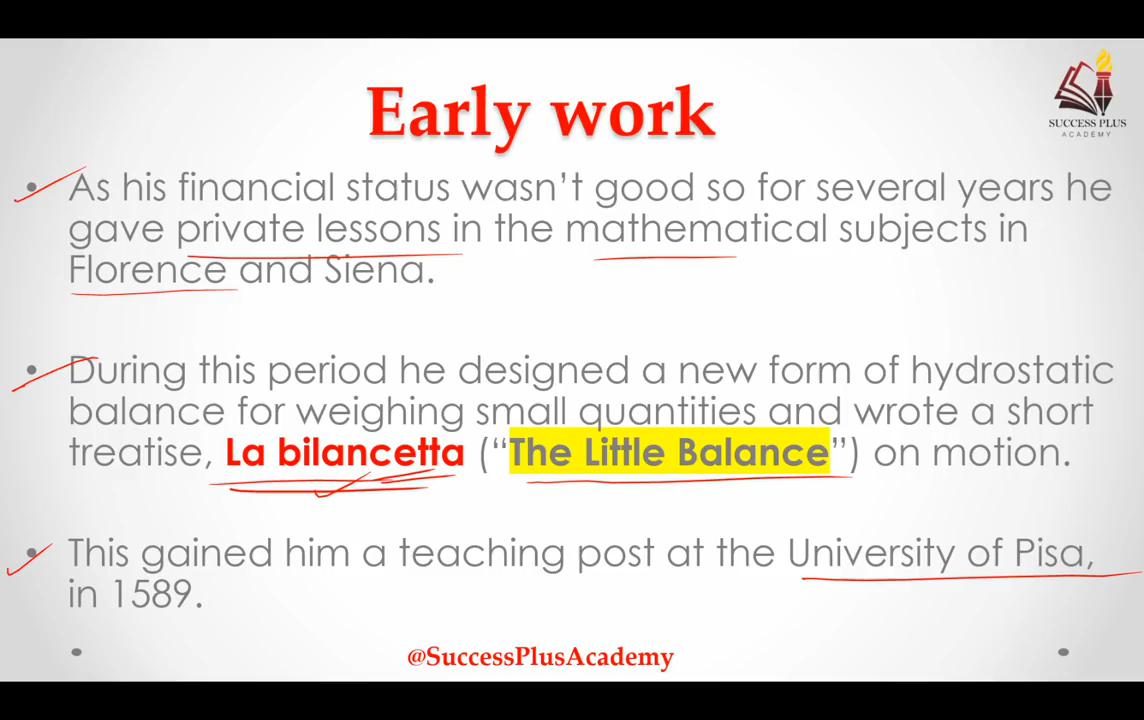 SUCCESS PLUS
ACADEMY
Early work
• As his financial status wasn’t good so for several years he
gave private lessons in the mathematical subjects in
Florence and Siena.
• During this period he designed a new form of hydrostatic
balance for weighing small quantities and wrote a short
treatise, La bilancetta (“The Little Balance”) on motion.
• This gained him a teaching post at the University of Pisa,
in 1589.
@SuccessPlusAcademy